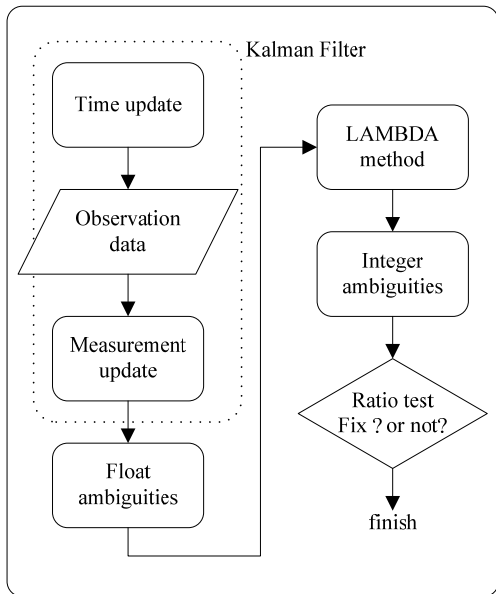 Kalman Filter
Time update
Observation
data
Measurement
update
Float
ambiguities
LAMBDA
method
Integer
ambiguities
Ratio test
Fix ? or not?
finish